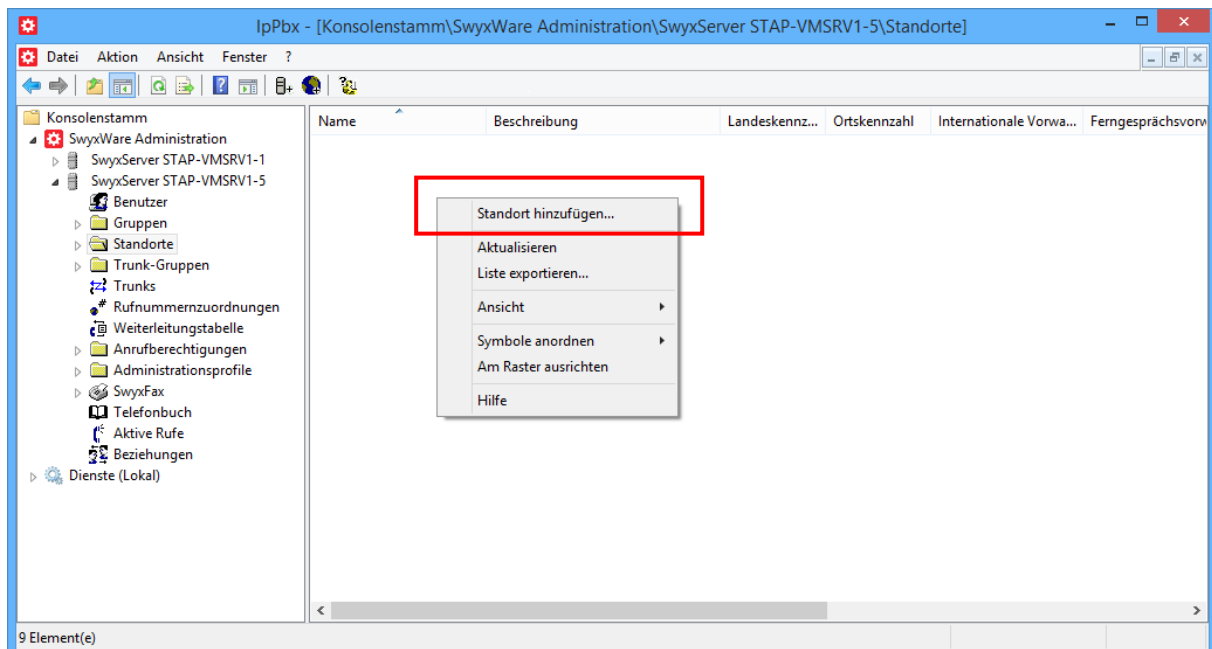 IpPbx - [Konsolenstamm\SwyxWare Administration\SwyxServer STAP-VMSRV1-5\Standorte]
Datei Aktion Ansicht Fenster ?
Konsolenstamm
SwyxWare Administration
SwyxServer STAP-VMSRV1-1
SwyxServer STAP-VMSRV1-5
Benutzer
Gruppen
Standorte
Trunk-Gruppen
Trunks
Rufnummernzuordnungen
Weiterleitungstabelle
Anrufberechtigungen
Administrationsprofile
SwyxFax
Telefonbuch
Aktive Rufe
Beziehungen
Dienste (Lokal)
Name Beschreibung Landeskennz... Ortskennzahl Internationale Vorwa... Ferngesprächsvorw
Standort hinzufügen...
Aktualisieren
Liste exportieren...
Ansicht
Symbole anordnen
Am Raster ausrichten
Hilfe
9 Element(e)